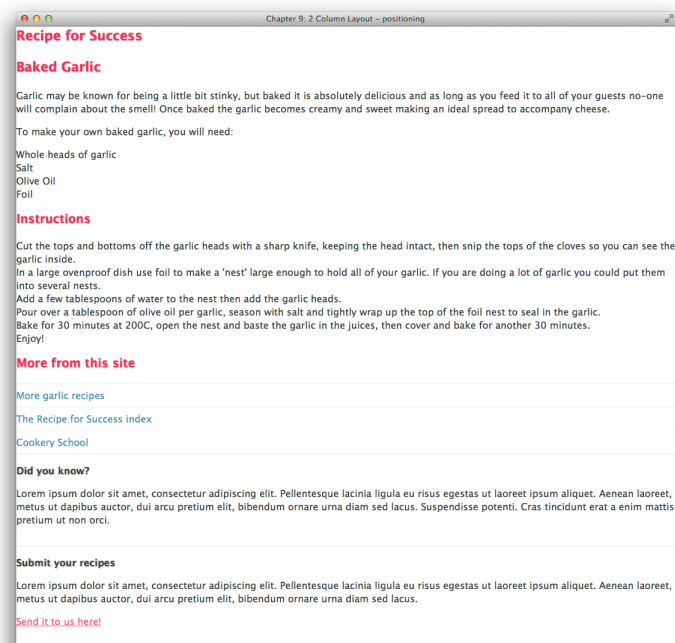 Chapter 9: 2 Column Layout – positioning
Recipe for Success
Baked Garlic
Garlic may be known for being a little bit stinky, but baked it is absolutely delicious and as long as you feed it to all of your guests no-one
will complain about the smell! Once baked the garlic becomes creamy and sweet making an ideal spread to accompany cheese.
To make your own baked garlic, you will need:
Whole heads of garlic
Salt
Olive Oil
Foil
Instructions
Cut the tops and bottoms off the garlic heads with a sharp knife, keeping the head intact, then snip the tops of the cloves so you can see the
garlic inside.
In a large ovenproof dish use foil to make a 'nest' large enough to hold all of your garlic. If you are doing a lot of garlic you could put them
into several nests.
Add a few tablespoons of water to the nest then add the garlic heads.
Pour over a tablespoon of olive oil per garlic, season with salt and tightly wrap up the top of the foil nest to seal in the garlic.
Bake for 30 minutes at 200C, open the nest and baste the garlic in the juices, then cover and bake for another 30 minutes.
Enjoy!
More from this site
More garlic recipes
The Recipe for Success index
Cookery School
Did you know?
Lorem ipsum dolor sit amet, consectetur adipiscing elit. Pellentesque lacinia ligula eu risus egestas ut laoreet ipsum aliquet. Aenean laoreet,
metus ut dapibus auctor, dui arcu pretium elit, bibendum ornare urna diam sed lacus. Suspendisse potenti. Cras tincidunt erat a enim mattis
pretium ut non orci.
Submit your recipes
Lorem ipsum dolor sit amet, consectetur adipiscing elit. Pellentesque lacinia ligula eu risus egestas ut laoreet ipsum aliquet. Aenean laoreet,
metus ut dapibus auctor, dui arcu pretium elit, bibendum ornare urna diam sed lacus.
Send it to us here!